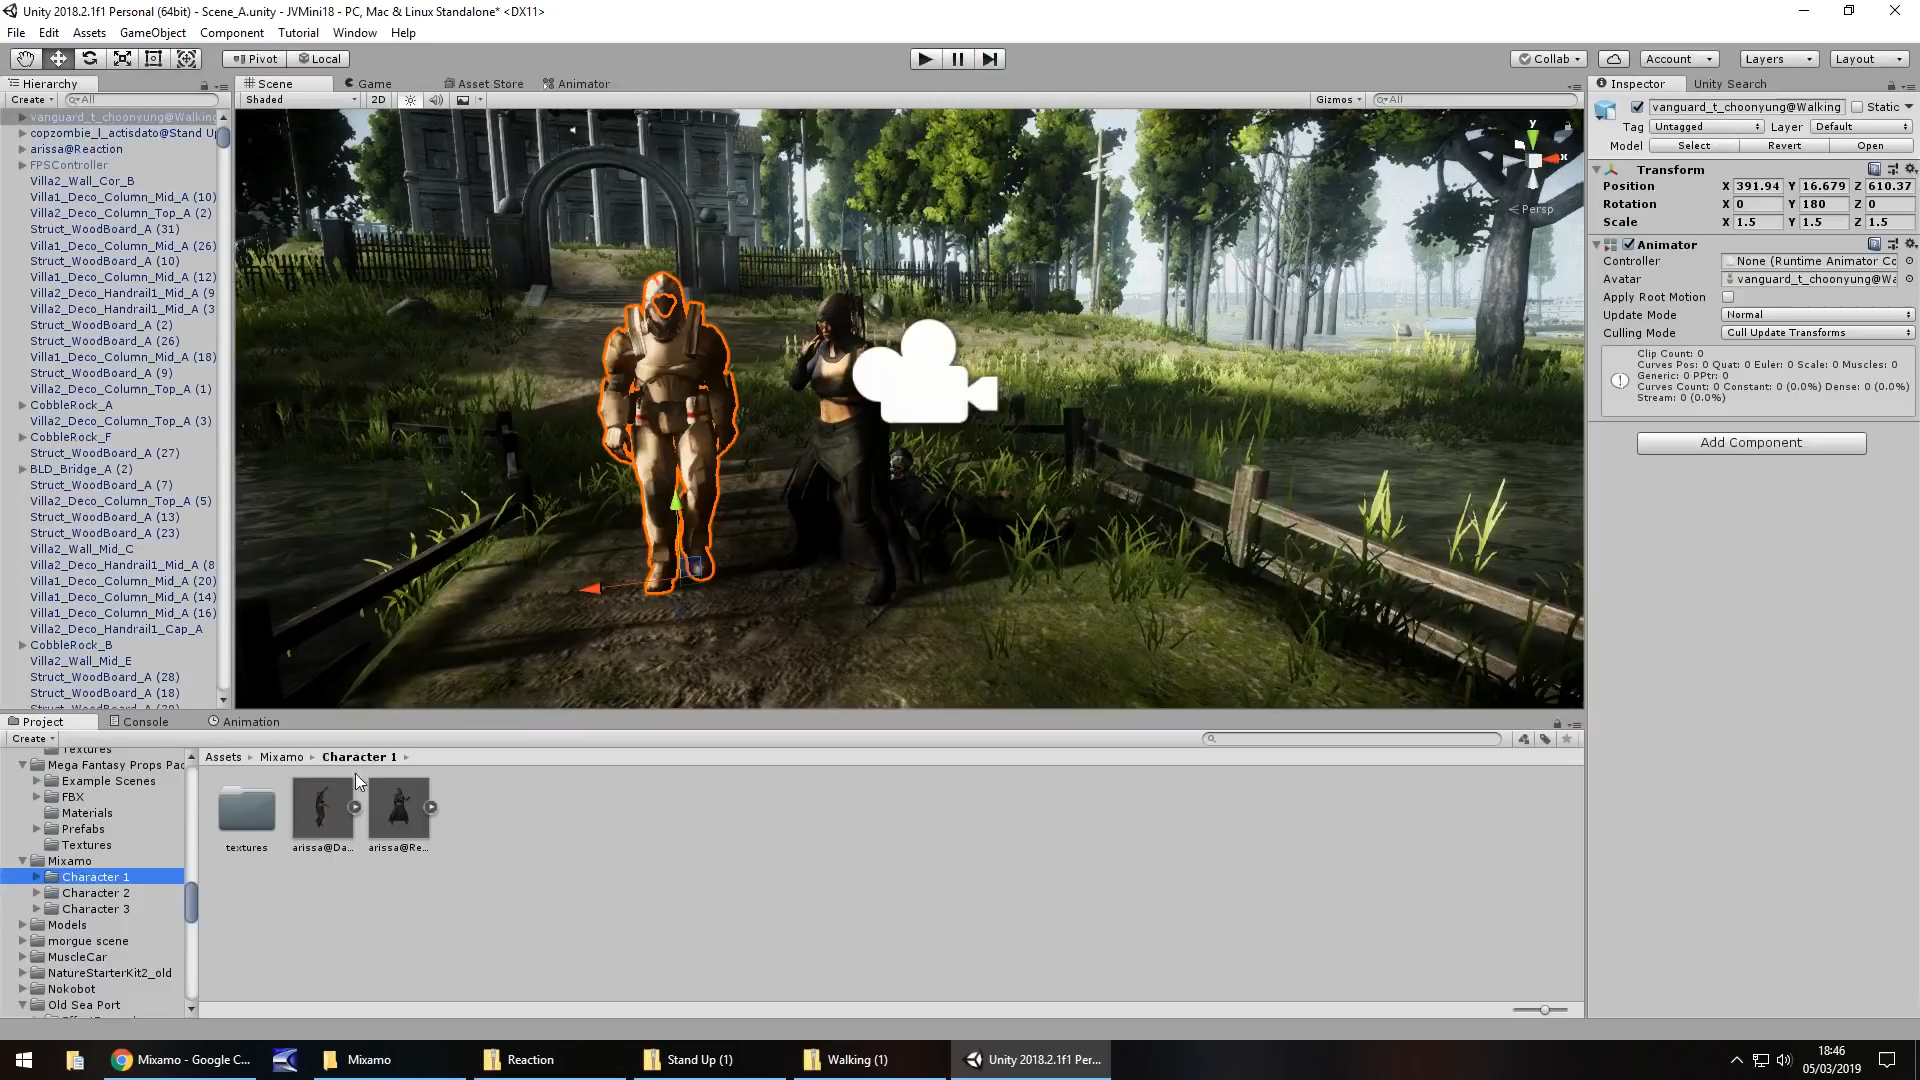 Unity 2018.2.1f1 Personal (64bit) - Scene_A.unity - JVMini18 - PC, Mac & Linux Standalone* <DX11>
File Edit Assets GameObject Component Tutorial Window Help
Pivot Local Collab Account Layers Layout
Hierarchy
Create All
vanguard_t_choonyung@Walking
copzombie_l_actisdato@Stand U
arissa@Reaction
FPSController
Villa2_Wall_Cor_B
Villa1_Deco_Column_Mid_A (10)
Villa2_Deco_Column_Top_A (2)
Struct_WoodBoard_A (31)
Villa1_Deco_Column_Mid_A (26)
Struct_WoodBoard_A (10)
Villa1_Deco_Column_Mid_A (12)
Villa2_Deco_Handrail1_Mid_A (9
Villa2_Deco_Handrail1_Mid_A (3
Struct_WoodBoard_A (2)
Struct_WoodBoard_A (26)
Villa1_Deco_Column_Mid_A (18)
Struct_WoodBoard_A (9)
Villa2_Deco_Column_Top_A (1)
CobbleRock_A
Villa2_Deco_Column_Top_A (3)
CobbleRock_F
Struct_WoodBoard_A (27)
BLD_Bridge_A (2)
Struct_WoodBoard_A (7)
Villa2_Deco_Column_Top_A (5)
Struct_WoodBoard_A (13)
Struct_WoodBoard_A (23)
Villa2_Wall_Mid_C
Villa2_Deco_Handrail1_Mid_A (8
Villa1_Deco_Column_Mid_A (20)
Villa1_Deco_Column_Mid_A (14)
Villa1_Deco_Column_Mid_A (16)
Villa2_Deco_Handrail1_Cap_A
CobbleRock_B
Villa2_Wall_Mid_E
Struct_WoodBoard_A (28)
Struct_WoodBoard_A (18)
Scene Game Asset Store Animator
Shaded 2D Gizmos All
y
x
< Persp
Inspector Unity Search
vanguard_t_choonyung@Walking Static
Tag Untagged Layer Default
Model Select Revert Open
Transform
Position X 391.94 Y 16.679 Z 610.37
Rotation X 0 Y 180 Z 0
Scale X 1.5 Y 1.5 Z 1.5
Animator
Controller None (Runtime Animator Co
Avatar vanguard_t_choonyung@Wa
Apply Root Motion
Update Mode Normal
Culling Mode Cull Update Transforms
Clip Count: 0
Curves Pos: 0 Quat: 0 Euler: 0 Scale: 0 Muscles: 0
Generic: 0 PPtr: 0
Curves Count: 0 Constant: 0 (0.0%) Dense: 0 (0.0%)
Stream: 0 (0.0%)
Add Component
Project Console Animation
Create
Textures
Mega Fantasy Props Pac
Example Scenes
FBX
Materials
Prefabs
Textures
Mixamo
Character 1
Character 2
Character 3
Models
morgue scene
MuscleCar
NatureStarterKit2_old
Nokobot
Old Sea Port
Assets Mixamo Character 1
textures arissa@Da... arissa@Re...
Mixamo - Google C... Mixamo Reaction Stand Up (1) Walking (1) Unity 2018.2.1f1 Per...
18:46
05/03/2019